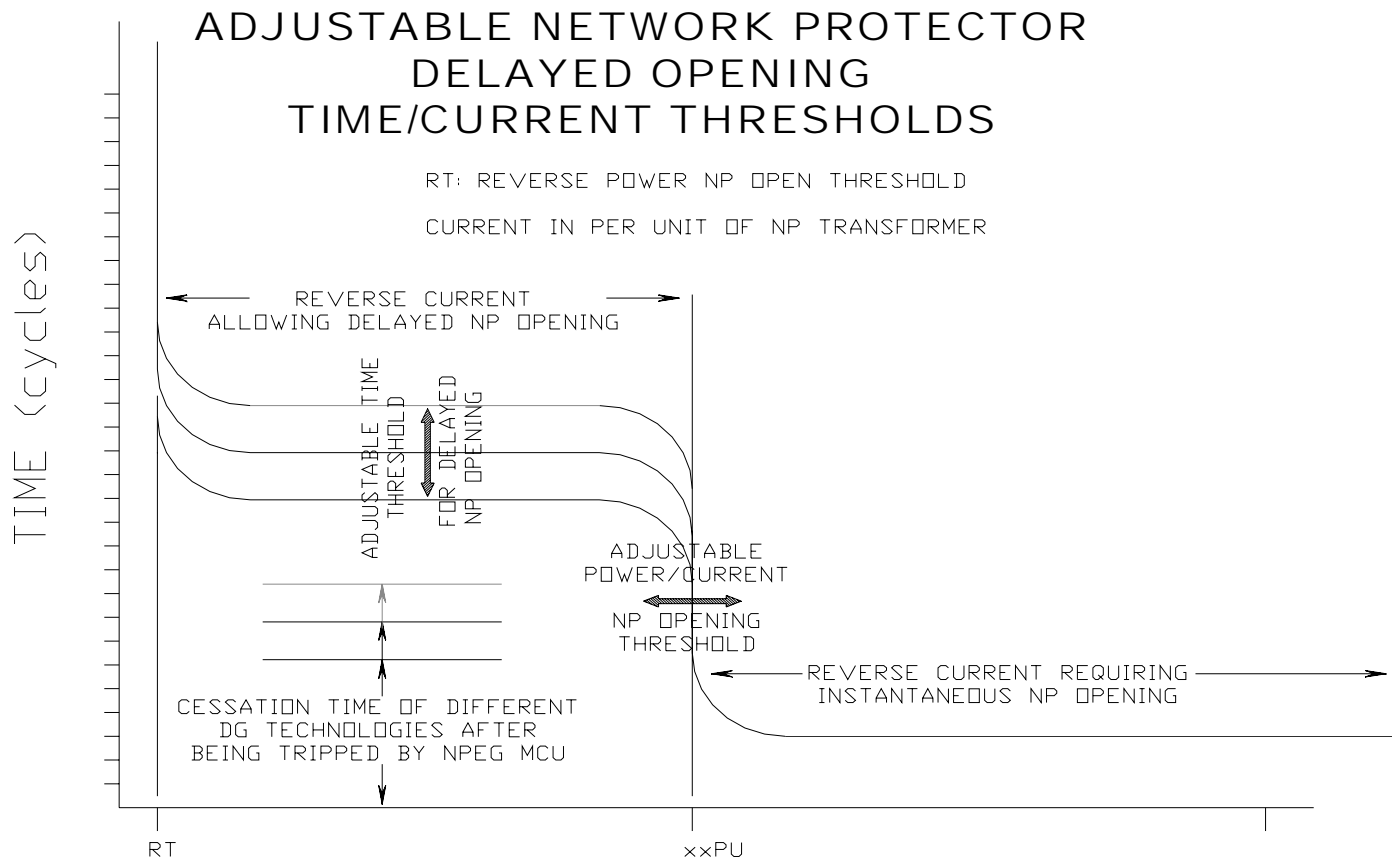 ADJUSTABLE NETWORK PROTECTOR
DELAYED OPENING
TIME/CURRENT THRESHOLDS
RT: REVERSE POWER NP OPEN THRESHOLD
CURRENT IN PER UNIT OF NP TRANSFORMER
TIME (cycles)
REVERSE CURRENT
ALLOWING DELAYED NP OPENING
ADJUSTABLE TIME
THRESHOLD
FOR DELAYED
NP OPENING
ADJUSTABLE
POWER/CURRENT
NP OPENING
THRESHOLD
REVERSE CURRENT REQUIRING
INSTANTANEOUS NP OPENING
CESSATION TIME OF DIFFERENT
DG TECHNOLOGIES AFTER
BEING TRIPPED BY NPEG MCU
RT
xxPU